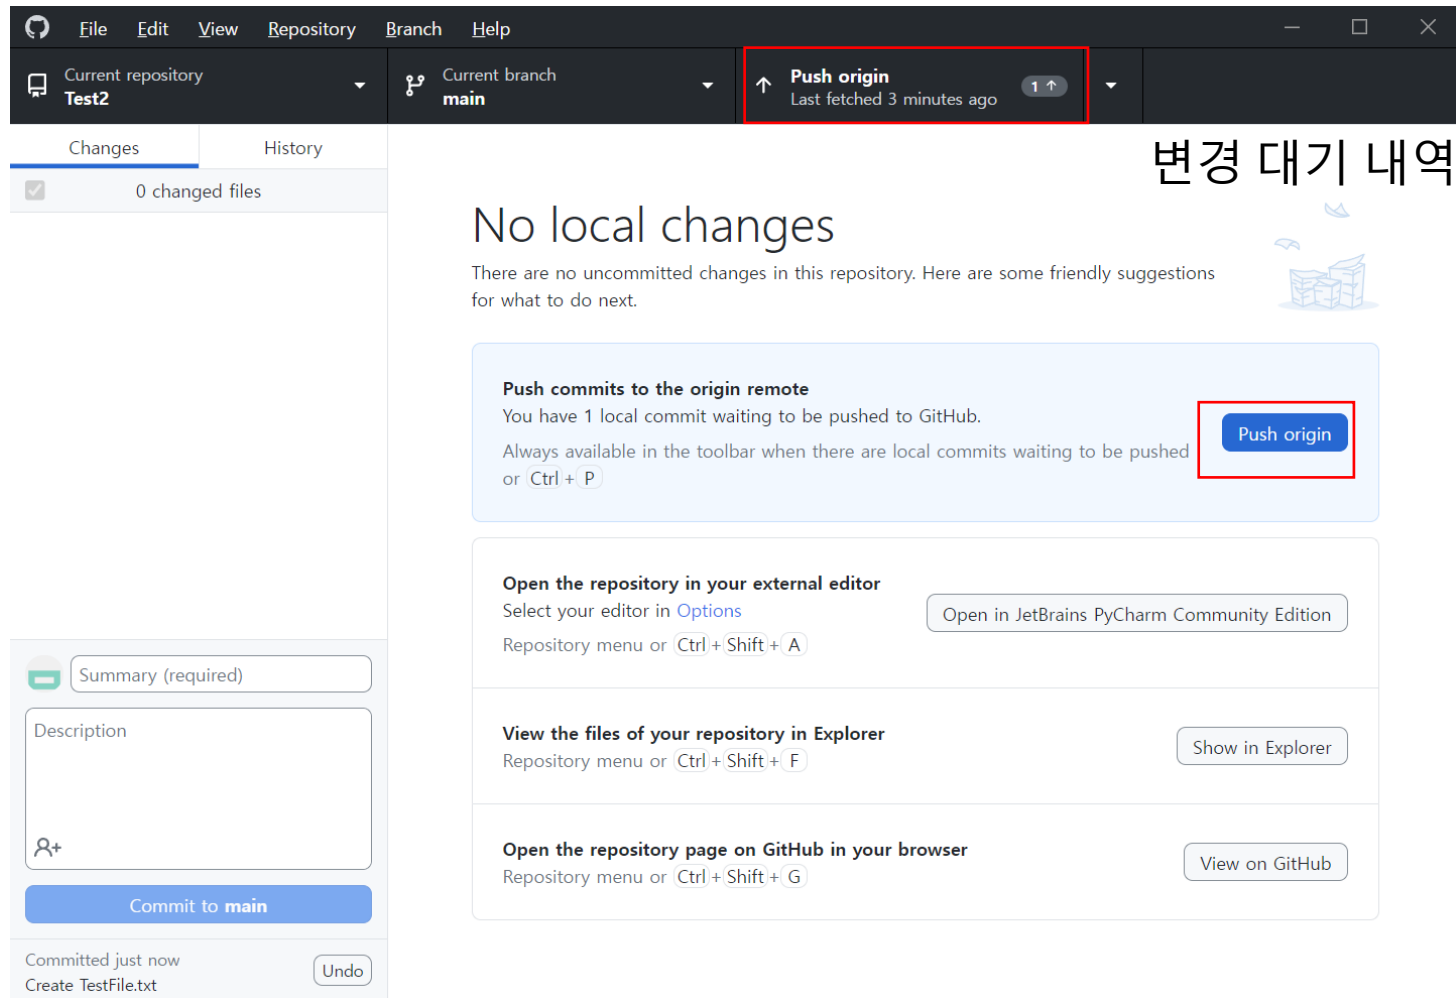 File Edit View Repository Branch Help
Current repository
Test2
Current branch
main
Push origin
Last fetched 3 minutes ago
1
변경 대기 내역
Changes
History
0 changed files
No local changes
There are no uncommitted changes in this repository. Here are some friendly suggestions
for what to do next.
Push commits to the origin remote
You have 1 local commit waiting to be pushed to GitHub.
Always available in the toolbar when there are local commits waiting to be pushed
or Ctrl + P
Push origin
Open the repository in your external editor
Select your editor in Options
Repository menu or Ctrl + Shift + A
Open in JetBrains PyCharm Community Edition
View the files of your repository in Explorer
Repository menu or Ctrl + Shift + F
Show in Explorer
Open the repository page on GitHub in your browser
Repository menu or Ctrl + Shift + G
View on GitHub
Summary (required)
Description
Commit to main
Committed just now
Create TestFile.txt
Undo